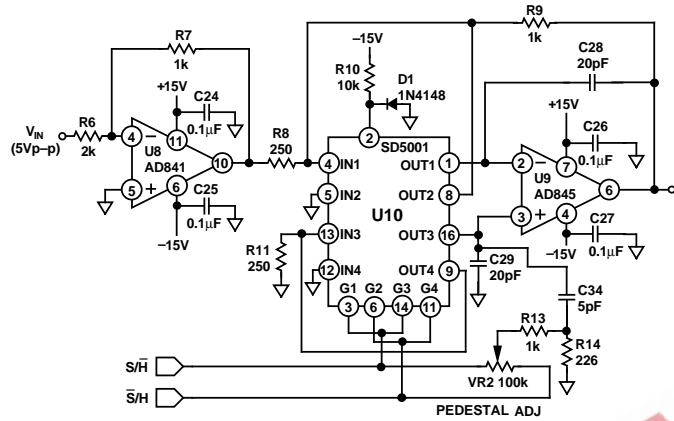 R9
1k
R7
1k
–15V
C28
20pF
R10
10k
D1
1N4148
+15V
C24
0.1µF
+15V
C26
0.1µF
VIN
(5Vp–p)
R6
2k
4
–
11
U8
AD841
10
R8
250
5
+
6
C25
0.1µF
–15V
2
SD5001
4
IN1
OUT1
1
5
IN2
OUT2
8
U10
13
IN3
OUT3
16
12
IN4
OUT4
9
G1
G2
G3
G4
3
6
14
11
R11
250
2
–
7
U9
AD845
6
3
+
4
–15V
C27
0.1µF
C29
20pF
C34
5pF
R13
1k
R14
226
S/H̅
VR2 100k
S̅/H
PEDESTAL ADJ